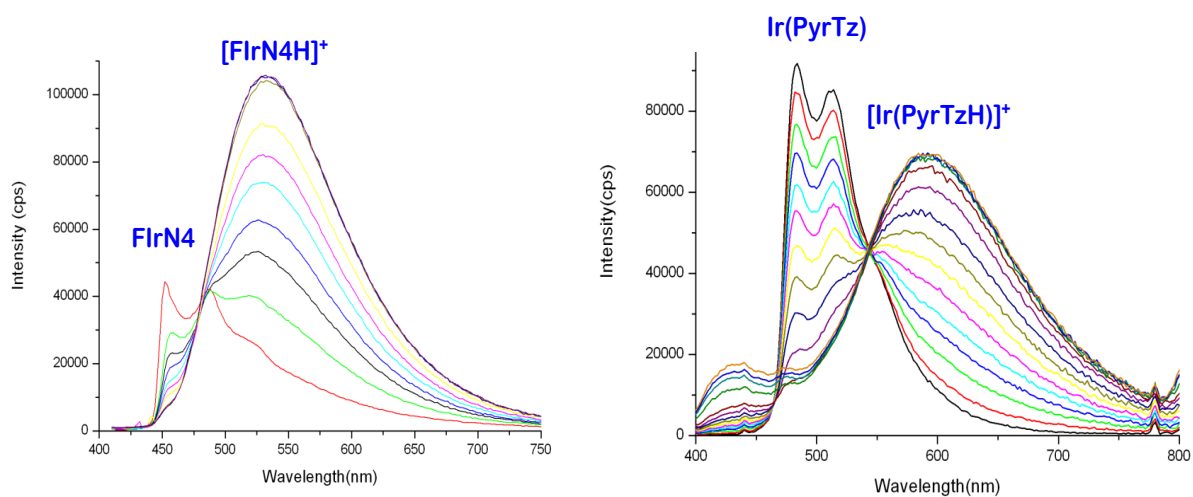 [FIrN4H]+
FIrN4
Intensity (cps)
100000
80000
60000
40000
20000
0
400 450 500 550 600 650 700 750
Wavelength(nm)
Ir(PyrTz)
[Ir(PyrTzH)]+
Intensity(cps)
80000
60000
40000
20000
0
400 500 600 700 800
Wavelength(nm)